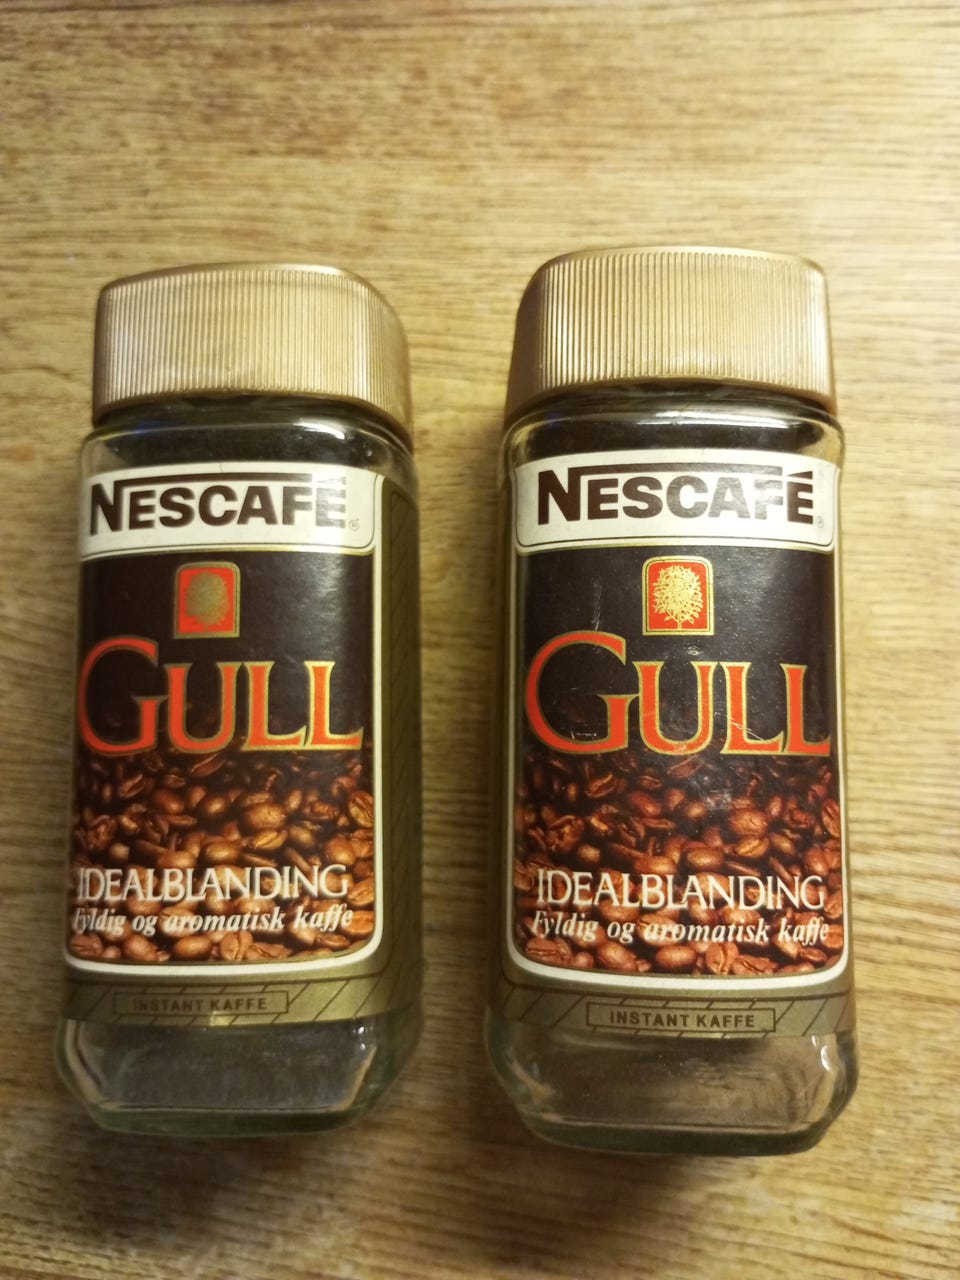 NESCAFÉ
GULL
IDEALBLANDING
Fyldig og aromatisk kaffe
INSTANT KAFFE
NESCAFÉ
GULL
IDEALBLANDING
Fyldig og aromatisk kaffe
INSTANT KAFFE